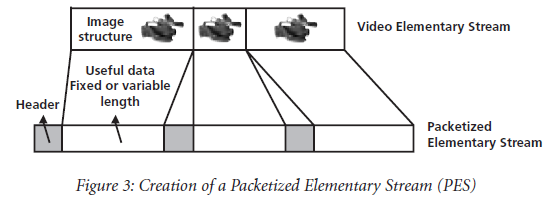 Image
structure
Video Elementary Stream
Useful data
Fixed or variable
length
Header
Packetized
Elementary Stream
Figure 3: Creation of a Packetized Elementary Stream (PES)